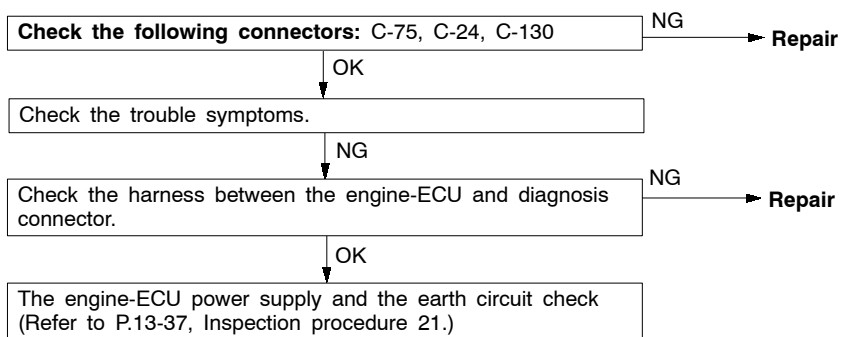 Check the following connectors: C-75, C-24, C-130
NG
Repair
OK
Check the trouble symptoms.
NG
Check the harness between the engine-ECU and diagnosis
connector.
NG
Repair
OK
The engine-ECU power supply and the earth circuit check
(Refer to P.13-37, Inspection procedure 21.)